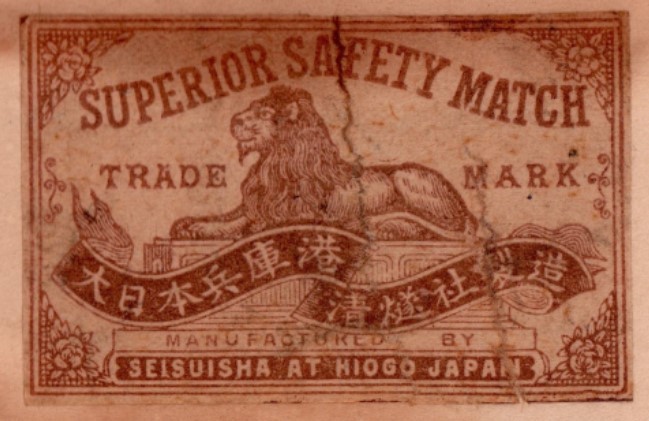 SUPERIOR SAFETY MATCH
TRADE MARK
大日本兵庫港
清燧社製造
MANUFACTURED BY
SEISUISHA AT HIOGO JAPAN